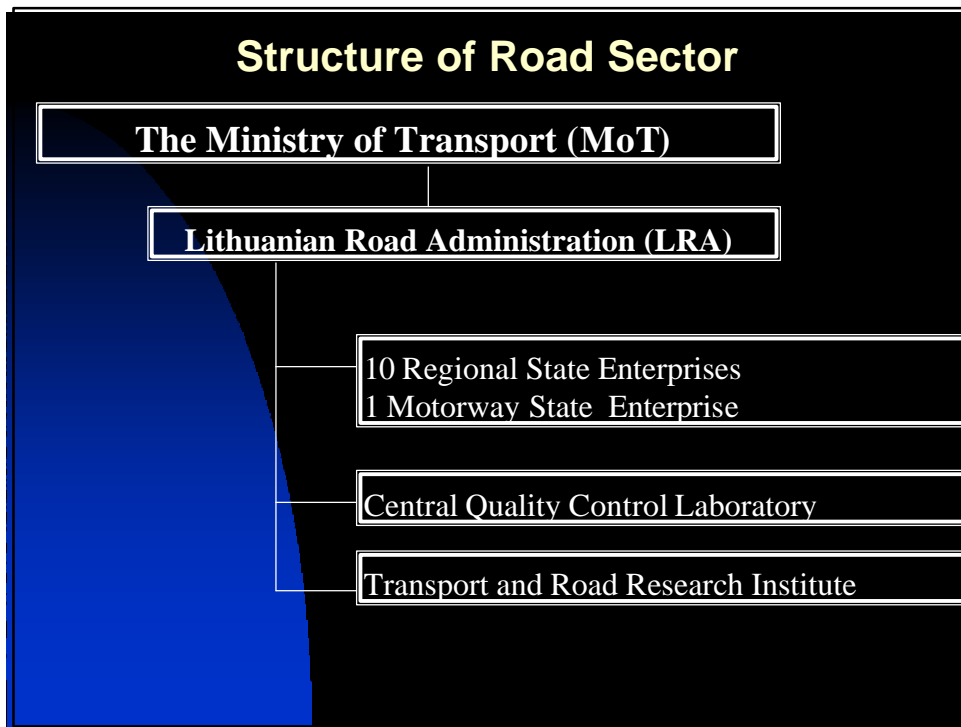 Structure of Road Sector
The Ministry of Transport (MoT)
Lithuanian Road Administration (LRA)
10 Regional State Enterprises
1 Motorway State Enterprise
Central Quality Control Laboratory
Transport and Road Research Institute